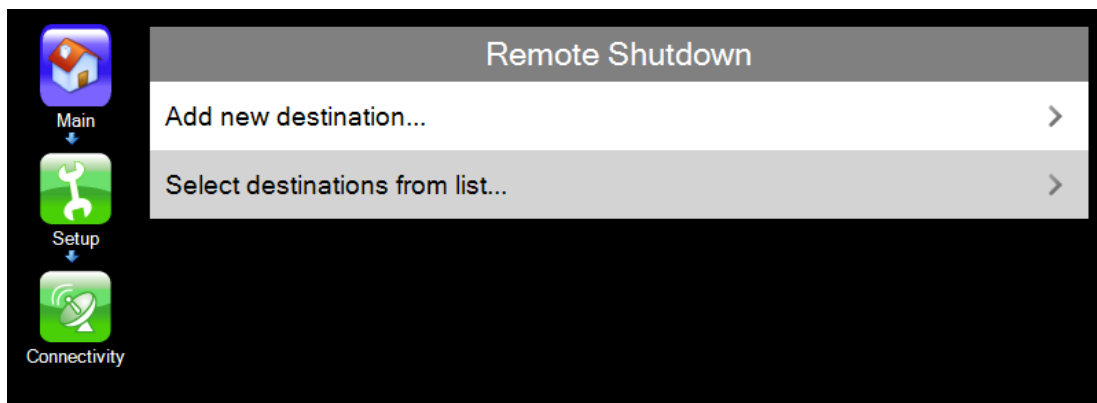 Remote Shutdown
Main
Add new destination...
Select destinations from list...
Setup
Connectivity